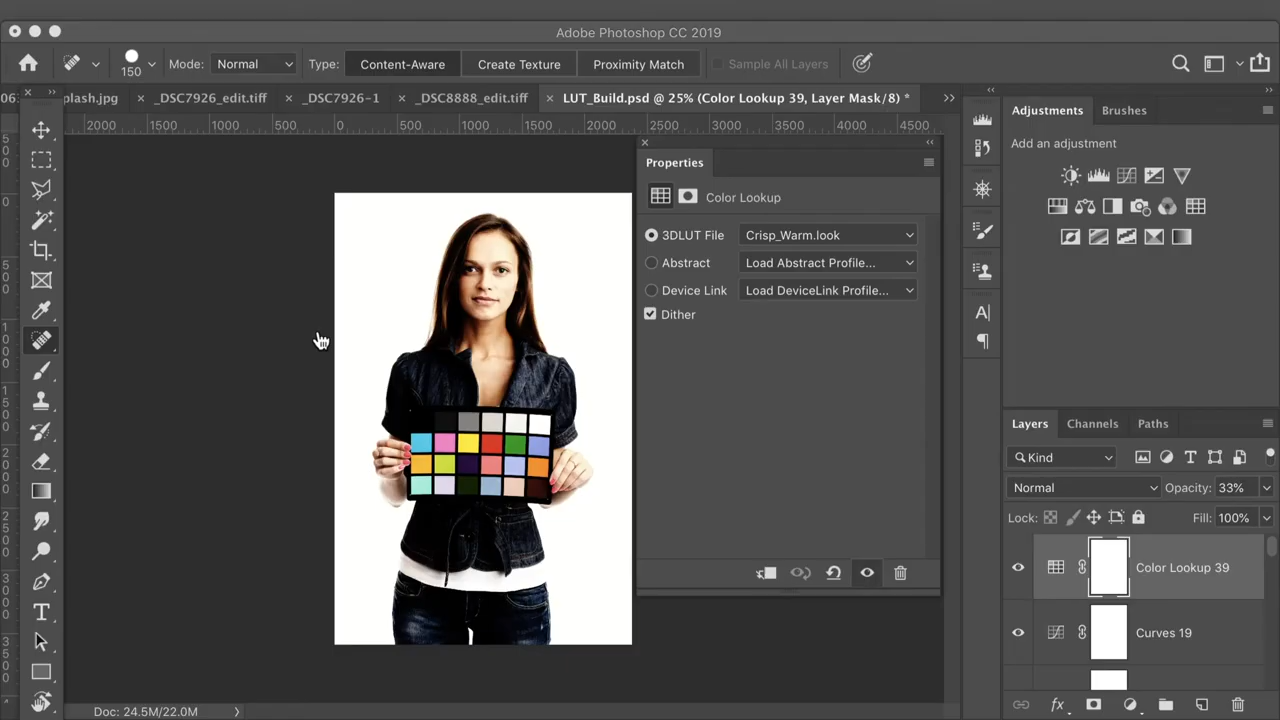 Adobe Photoshop CC 2019
150
Mode:
Normal
Type:
Content-Aware
Create Texture
Proximity Match
Sample All Layers
plash.jpg
_DSC7926_edit.tiff
_DSC7926-1
_DSC8888_edit.tiff
LUT_Build.psd @ 25% (Color Lookup 39, Layer Mask/8) *
2000 1500 1000 500 0 500 1000 1500 2000 2500 3000 3500 4000 4500
Properties
Color Lookup
3DLUT File
Crisp_Warm.look
Abstract
Load Abstract Profile...
Device Link
Load DeviceLink Profile...
Dither
Adjustments
Brushes
Add an adjustment
Layers
Channels
Paths
Kind
Normal
Opacity: 33%
Lock:
Fill: 100%
Color Lookup 39
Curves 19
Doc: 24.5M/22.0M